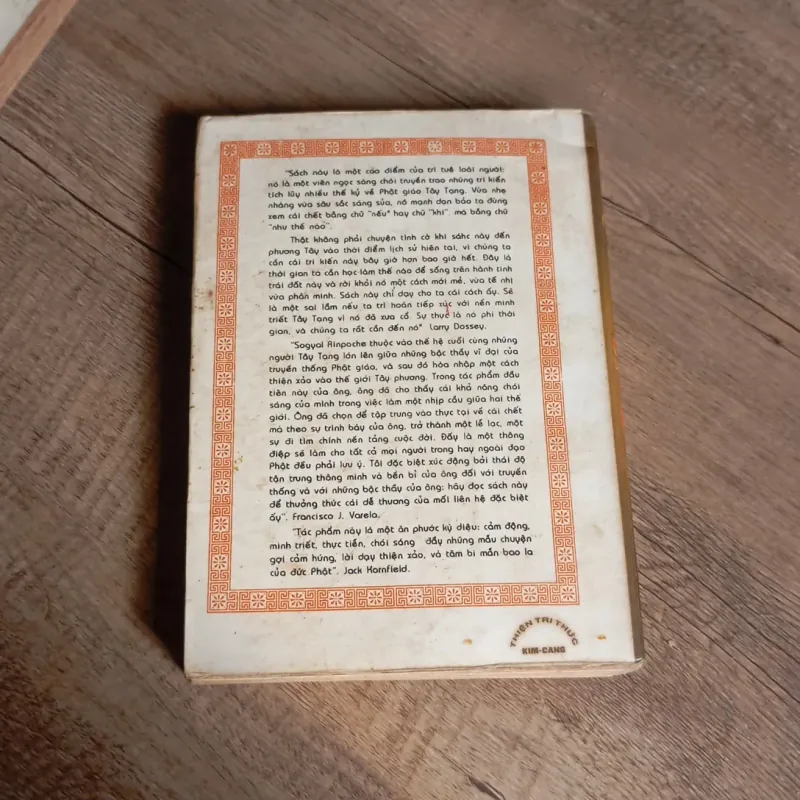 "Sách này là một cao điểm của trí tuệ loài người;
nó là một viên ngọc sáng chói truyền trao những tri kiến
tích lũy nhiều thế kỷ về Phật giáo Tây Tạng. Vừa nhẹ
nhàng vừa sâu sắc sáng sủa, nó mạnh dạn bảo ta đừng
xem cái chết bằng chữ "nếu" hay chữ "khi", mà bằng chữ
"như thế nào".
Thật không phải chuyện tình cờ khi sáhc này đến
phương Tây vào thời điểm lịch sử hiện tại, vì chúng ta
cần cái tri kiến này bây giờ hơn bao giờ hết. Đây là
thời gian ta cần học làm thế nào để sống trên hành tinh
trái đất này và rời khỏi nó một cách mới mẻ, vừa tế nhị
vừa phân minh. Sách này chỉ dạy cho ta cái cách ấy. Sẽ
là một sai lầm nếu ta trì hoãn tiếp xúc với nền minh
triết Tây Tạng vì nó đã xưa cổ. Sự thực là nó phi thời
gian, và chúng ta rất cần đến nó" Larry Dossey.
"Sogyal Rinpoche thuộc vào thế hệ cuối cùng những
người Tây Tạng lớn lên giữa những bậc thầy vĩ đại của
truyền thống Phật giáo, và sau đó hòa nhập một cách
thiện xảo vào thế giới Tây phương. Trong tác phẩm đầu
tiên này của ông, ông đã cho thấy cái khả năng chói
sáng của mình trong việc làm một nhịp cầu giữa hai thế
giới. Ông đã chọn để tập trung vào thực tại về cái chết
mà theo sự trình bày của ông, trở thành một lễ lạc, một
sự đi tìm chính nền tảng cuộc đời. Đấy là một thông
điệp sẽ làm cho tất cả mọi người trong hay ngoài đạo
Phật đều phải lưu ý. Tôi đặc biệt xúc động bởi thái độ
tôn trọng thông minh và bền bỉ của ông đối với truyền
thống và với những bậc thầy của ông; hãy đọc sách này
để thưởng thức cái dễ thương của mối liên hệ đặc biệt
ấy". Francisco J. Varela.
"Tác phẩm này là một ân phước kỳ diệu: cảm động,
minh triết, thực tiễn, chói sáng đầy những mẩu chuyện
gợi cảm hứng, lời dạy thiện xảo, và tâm bi mẫn bao la
của đức Phật". Jack Kornfield.
THIỆN TRI THỨC
KIM-CANG